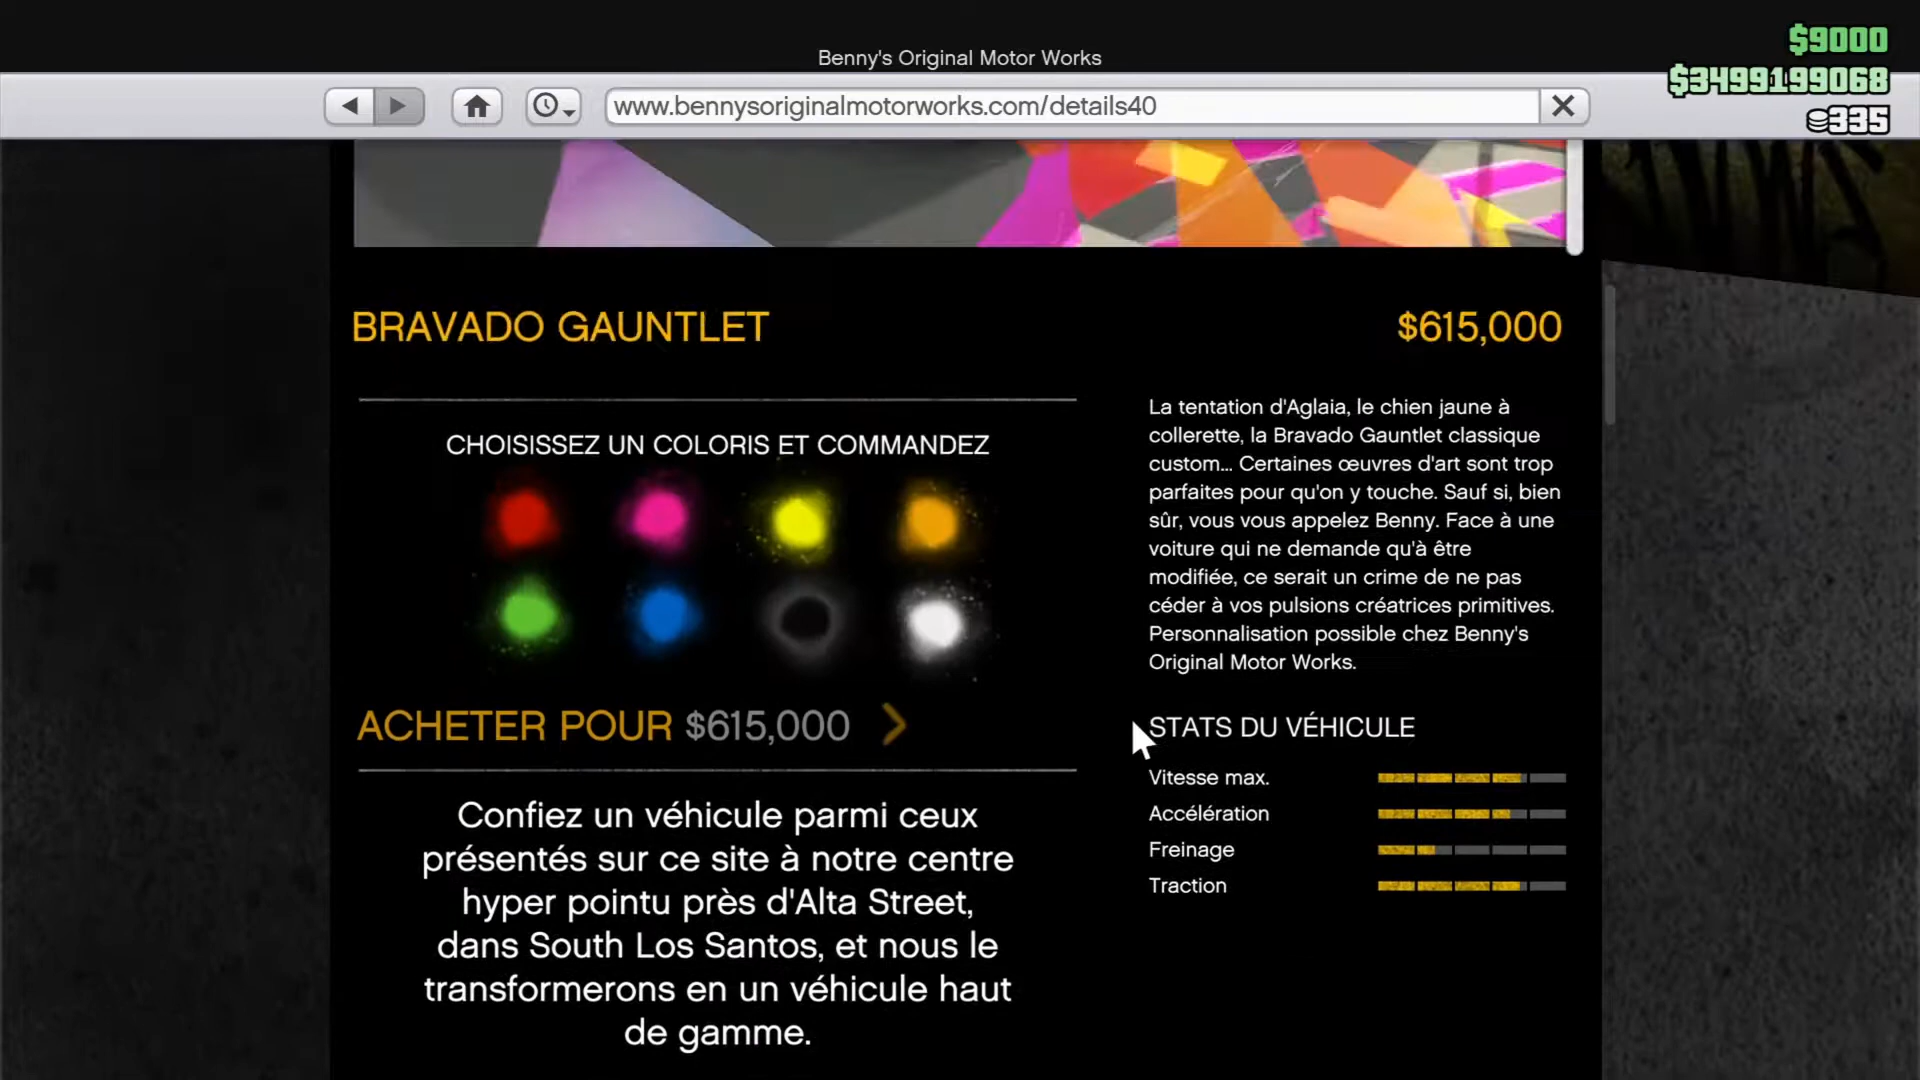 Benny's Original Motor Works
$9000
$3499199068
335
www.bennysoriginalmotorworks.com/details40
BRAVADO GAUNTLET
$615,000
CHOISISSEZ UN COLORIS ET COMMANDEZ
ACHETER POUR $615,000
Confiez un véhicule parmi ceux
présentés sur ce site à notre centre
hyper pointu près d'Alta Street,
dans South Los Santos, et nous le
transformerons en un véhicule haut
de gamme.
La tentation d'Aglaia, le chien jaune à
collerette, la Bravado Gauntlet classique
custom... Certaines œuvres d'art sont trop
parfaites pour qu'on y touche. Sauf si, bien
sûr, vous vous appelez Benny. Face à une
voiture qui ne demande qu'à être
modifiée, ce serait un crime de ne pas
céder à vos pulsions créatrices primitives.
Personnalisation possible chez Benny's
Original Motor Works.
STATS DU VÉHICULE
Vitesse max.
Accélération
Freinage
Traction